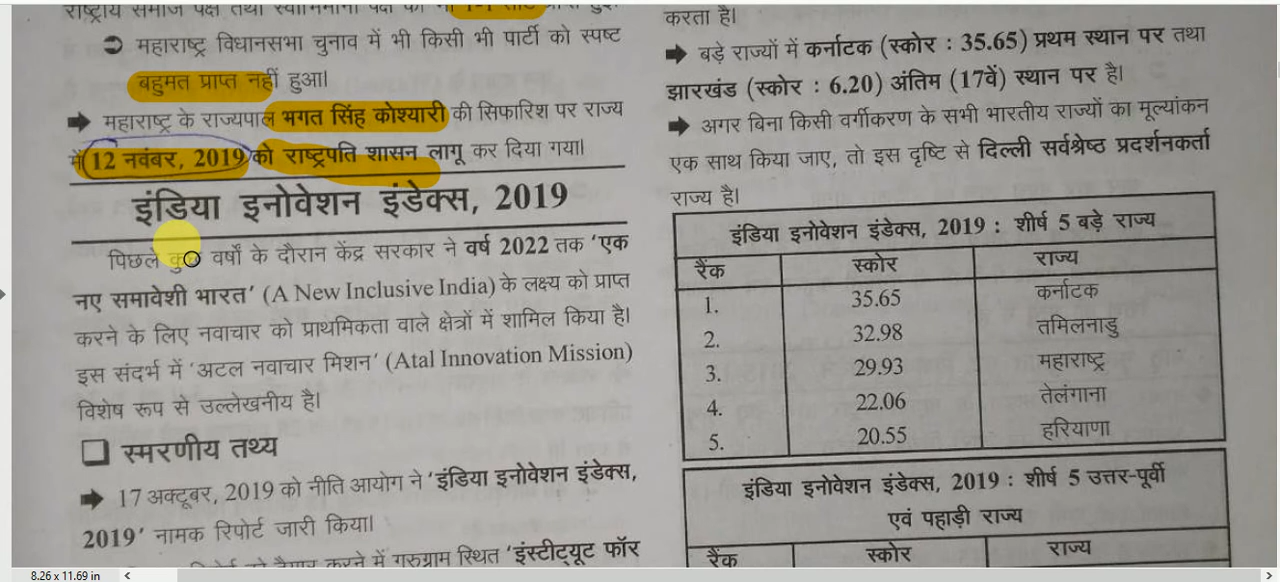 महाराष्ट्र विधानसभा चुनाव में भी किसी भी पार्टी को स्पष्ट
बहुमत प्राप्त नहीं हुआ।
महाराष्ट्र के राज्यपाल भगत सिंह कोश्यारी की सिफारिश पर राज्य
में 12 नवंबर, 2019 को राष्ट्रपति शासन लागू कर दिया गया।
इंडिया इनोवेशन इंडेक्स, 2019
पिछले कुछ वर्षों के दौरान केंद्र सरकार ने वर्ष 2022 तक ‘एक
नए समावेशी भारत’ (A New Inclusive India) के लक्ष्य को प्राप्त
करने के लिए नवाचार को प्राथमिकता वाले क्षेत्रों में शामिल किया है।
इस संदर्भ में ‘अटल नवाचार मिशन’ (Atal Innovation Mission)
विशेष रूप से उल्लेखनीय है।
स्मरणीय तथ्य
17 अक्टूबर, 2019 को नीति आयोग ने ‘इंडिया इनोवेशन इंडेक्स,
2019’ नामक रिपोर्ट जारी किया।
करने में गुरुग्राम स्थित ‘इंस्टीट्यूट फॉर
करता है।
बड़े राज्यों में कर्नाटक (स्कोर : 35.65) प्रथम स्थान पर तथा
झारखंड (स्कोर : 6.20) अंतिम (17वें) स्थान पर है।
अगर बिना किसी वर्गीकरण के सभी भारतीय राज्यों का मूल्यांकन
एक साथ किया जाए, तो इस दृष्टि से दिल्ली सर्वश्रेष्ठ प्रदर्शनकर्ता
राज्य है।
इंडिया इनोवेशन इंडेक्स, 2019 : शीर्ष 5 बड़े राज्य
रैंक स्कोर राज्य
1. 35.65 कर्नाटक
2. 32.98 तमिलनाडु
3. 29.93 महाराष्ट्र
4. 22.06 तेलंगाना
5. 20.55 हरियाणा
इंडिया इनोवेशन इंडेक्स, 2019 : शीर्ष 5 उत्तर-पूर्वी
एवं पहाड़ी राज्य
रैंक स्कोर राज्य
8.26 x 11.69 in